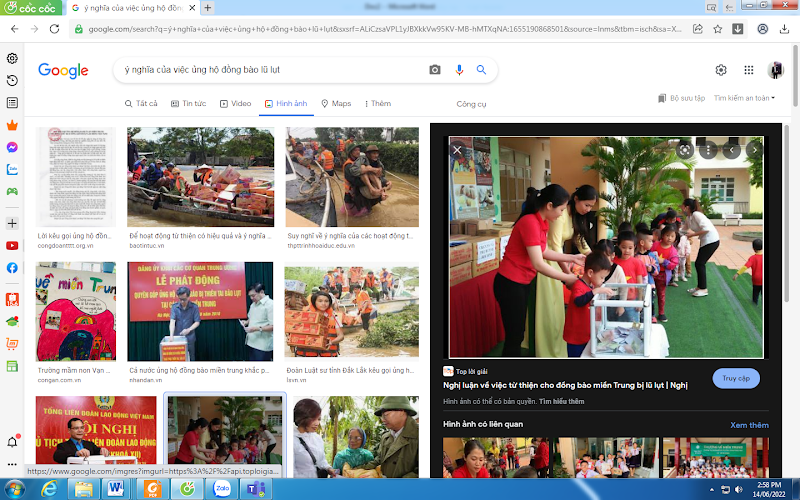 cốc cốc
ý nghĩa của việc ủng hộ đồng
Doc2 - Microsoft Word
google.com/search?q=ý+nghĩa+của+việc+ủng+hộ+đồng+bào+lũ+lụt&sxsrf=ALiCzsaVPL1yJBXkkVw95KV-MB-hMTXqNA:1655190868501&source=lnms&tbm=isch&sa=X...
Google
ý nghĩa của việc ủng hộ đồng bào lũ lụt
Tất cả
Tin tức
Video
Hình ảnh
Maps
Thêm
Công cụ
Bộ sưu tập
Tìm kiếm an toàn
Lời kêu gọi ủng hộ đồn...
congdoantttt.org.vn
Để hoạt động từ thiện có hiệu quả và ý nghĩa ...
baotintuc.vn
Suy nghĩ về ý nghĩa của các hoạt động t...
thpttrinhhoaiduc.edu.vn
ĐẢNG ỦY KHỐI CÁC CƠ QUAN TRUNG ƯƠNG
LỄ PHÁT ĐỘNG
Trường mầm non Vạn ...
congan.com.vn
Cả nước ủng hộ đồng bào miền trung khắc p...
nhandan.vn
Đoàn Luật sư tỉnh Đắk Lắk kêu gọi ủng h...
lsvn.vn
TỔNG LIÊN ĐOÀN LAO ĐỘNG VIỆT NAM
HỘI NGHỊ
Top lời giải
Nghị luận về việc từ thiện cho đồng bào miền Trung bị lũ lụt | Nghị
Truy cập
Hình ảnh có thể có bản quyền. Tìm hiểu thêm
Hình ảnh có liên quan
Xem thêm
https://www.google.com/imgres?imgurl=https%3A%2F%2Fapi.toploigia...
Zalo
2:58 PM
14/06/2022